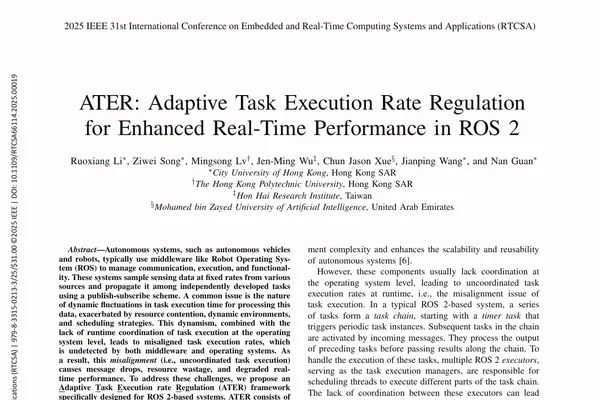 2025 IEEE 31st International Conference on Embedded and Real-Time Computing Systems and Applications (RTCSA)
ATER: Adaptive Task Execution Rate Regulation
for Enhanced Real-Time Performance in ROS 2
Ruoxiang Li*, Ziwei Song*, Mingsong Lv†, Jen-Ming Wu‡, Chun Jason Xue§, Jianping Wang*, and Nan Guan*
*City University of Hong Kong, Hong Kong SAR
†The Hong Kong Polytechnic University, Hong Kong SAR
‡Hon Hai Research Institute, Taiwan
§Mohamed bin Zayed University of Artificial Intelligence, United Arab Emirates
Abstract—Autonomous systems, such as autonomous vehicles
and robots, typically use middleware like Robot Operating Sys-
tem (ROS) to manage communication, execution, and functional-
ity. These systems sample sensing data at fixed rates from various
sources and propagate it among independently developed tasks
using a publish-subscribe scheme. A common issue is the nature
of dynamic fluctuations in task execution time for processing this
data, exacerbated by resource contention, dynamic environments,
and scheduling strategies. This dynamism, combined with the
lack of runtime coordination of task execution at the operating
system level, leads to misaligned task execution rates, which
is undetected by both middleware and operating systems. As
a result, this misalignment (i.e., uncoordinated task execution)
causes message drops, resource wastage, and degraded real-
time performance. To address these challenges, we propose an
Adaptive Task Execution rate Regulation (ATER) framework
specifically designed for ROS 2-based systems. ATER consists of
ment complexity and enhances the scalability and reusability
of autonomous systems [6].
However, these components usually lack coordination at
the operating system level, leading to uncoordinated task
execution rates at runtime, i.e., the misalignment issue of
task execution. In a typical ROS 2-based system, a series
of tasks form a task chain, starting with a timer task that
triggers periodic task instances. Subsequent tasks in the chain
are activated by incoming messages. They process the output
of preceding tasks before passing results along the chain. To
handle the execution of these tasks, multiple ROS 2 executors,
serving as the task execution managers, are responsible for
scheduling threads to execute different parts of the task chain.
The lack of coordination between these executors can lead
ications (RTCSA) | 979-8-3315-0213-3/25/$31.00 ©2025 IEEE | DOI: 10.1109/RTCSA66114.2025.00019